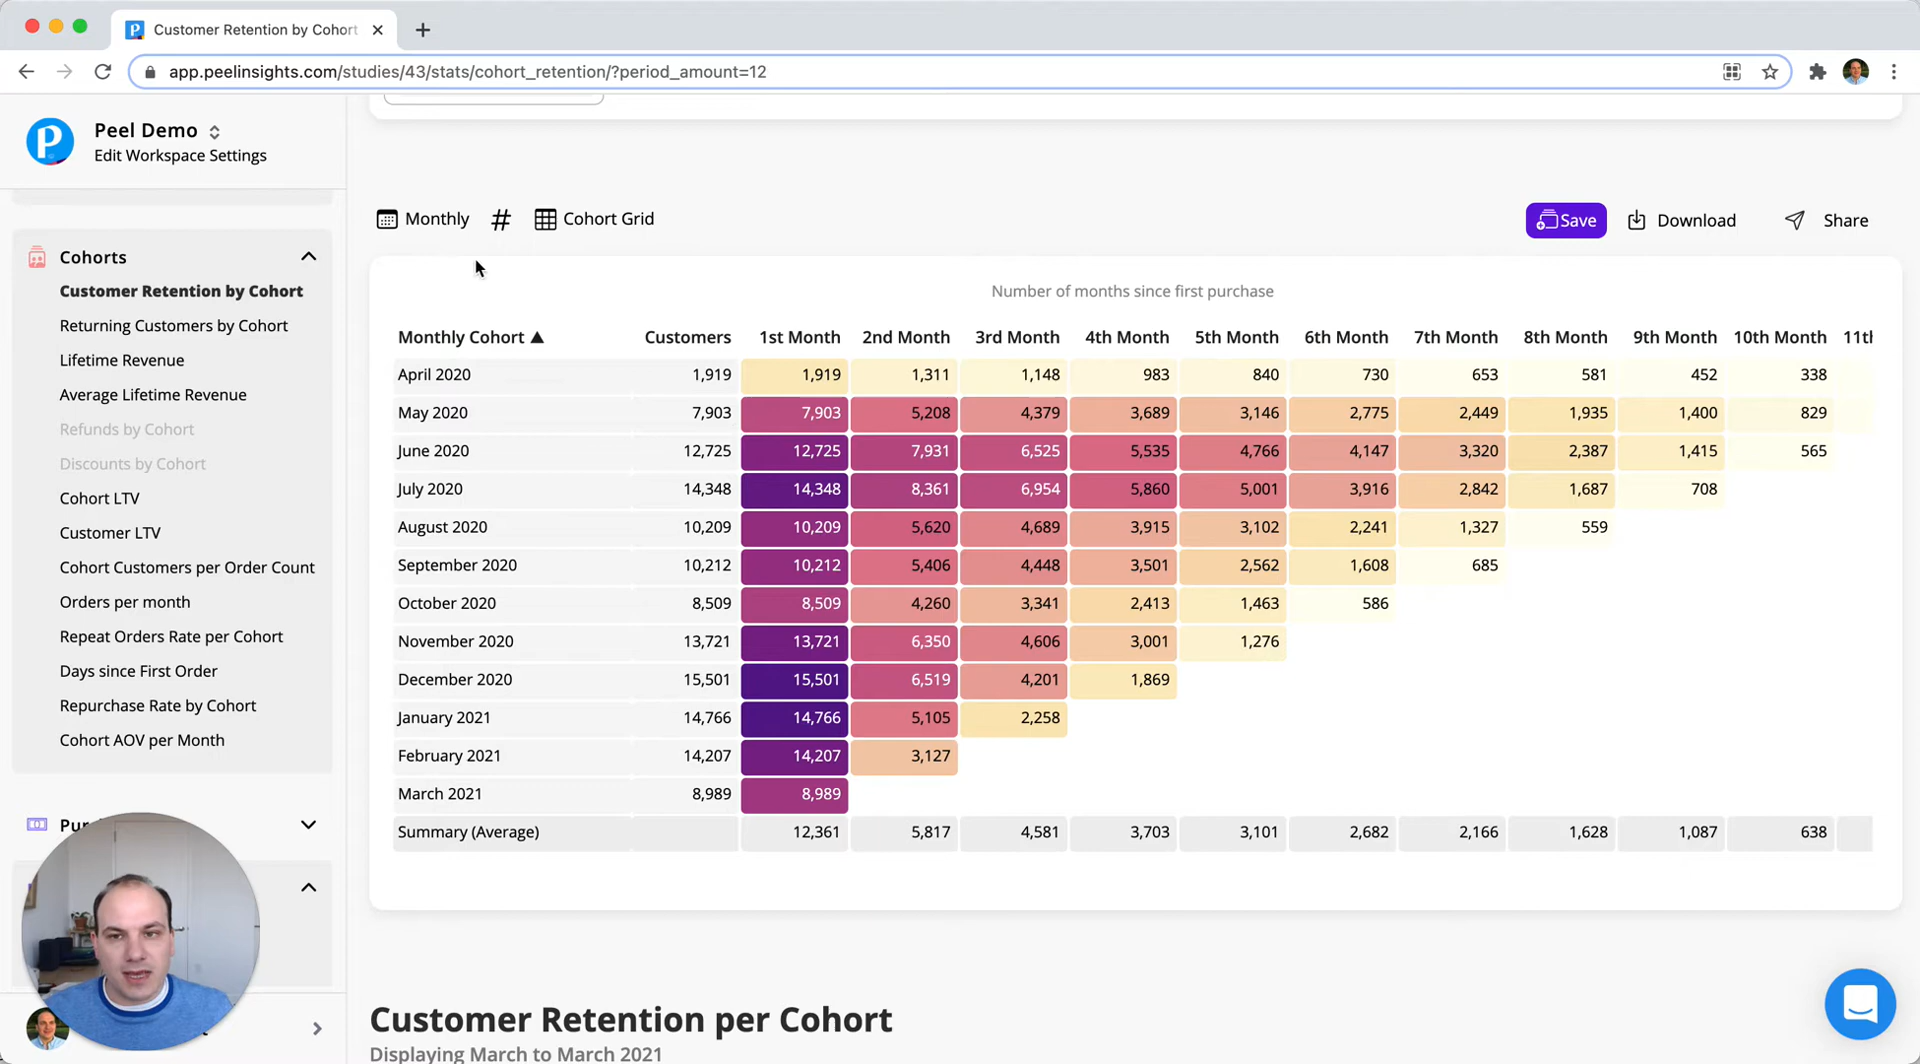 Customer Retention by Cohort
app.peelinsights.com/studies/43/stats/cohort_retention/?period_amount=12
Peel Demo
Edit Workspace Settings
Cohorts
Customer Retention by Cohort
Returning Customers by Cohort
Lifetime Revenue
Average Lifetime Revenue
Refunds by Cohort
Discounts by Cohort
Cohort LTV
Customer LTV
Cohort Customers per Order Count
Orders per month
Repeat Orders Rate per Cohort
Days since First Order
Repurchase Rate by Cohort
Cohort AOV per Month
Monthly # Cohort Grid Save Download Share
Number of months since first purchase
Monthly Cohort ▲ Customers 1st Month 2nd Month 3rd Month 4th Month 5th Month 6th Month 7th Month 8th Month 9th Month 10th Month 11th
April 2020 1,919 1,919 1,311 1,148 983 840 730 653 581 452 338
May 2020 7,903 7,903 5,208 4,379 3,689 3,146 2,775 2,449 1,935 1,400 829
June 2020 12,725 12,725 7,931 6,525 5,535 4,766 4,147 3,320 2,387 1,415 565
July 2020 14,348 14,348 8,361 6,954 5,860 5,001 3,916 2,842 1,687 708
August 2020 10,209 10,209 5,620 4,689 3,915 3,102 2,241 1,327 559
September 2020 10,212 10,212 5,406 4,448 3,501 2,562 1,608 685
October 2020 8,509 8,509 4,260 3,341 2,413 1,463 586
November 2020 13,721 13,721 6,350 4,606 3,001 1,276
December 2020 15,501 15,501 6,519 4,201 1,869
January 2021 14,766 14,766 5,105 2,258
February 2021 14,207 14,207 3,127
March 2021 8,989 8,989
Summary (Average) 12,361 5,817 4,581 3,703 3,101 2,682 2,166 1,628 1,087 638
Customer Retention per Cohort
Displaying March to March 2021